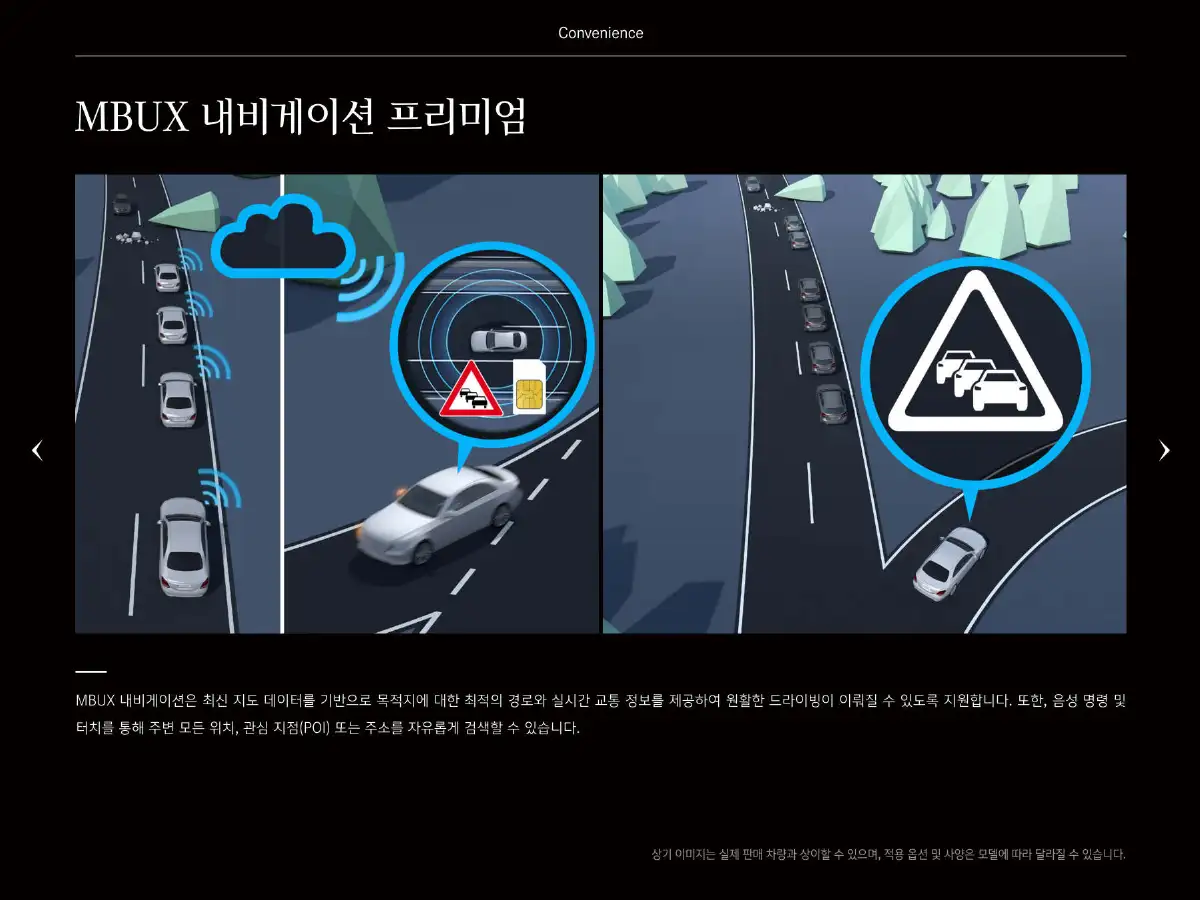 Convenience
MBUX 내비게이션 프리미엄
MBUX 내비게이션은 최신 지도 데이터를 기반으로 목적지에 대한 최적의 경로와 실시간 교통 정보를 제공하여 원활한 드라이빙이 이뤄질 수 있도록 지원합니다. 또한, 음성 명령 및
터치를 통해 주변 모든 위치, 관심 지점(POI) 또는 주소를 자유롭게 검색할 수 있습니다.
상기 이미지는 실제 판매 차량과 상이할 수 있으며, 적용 옵션 및 사양은 모델에 따라 달라질 수 있습니다.